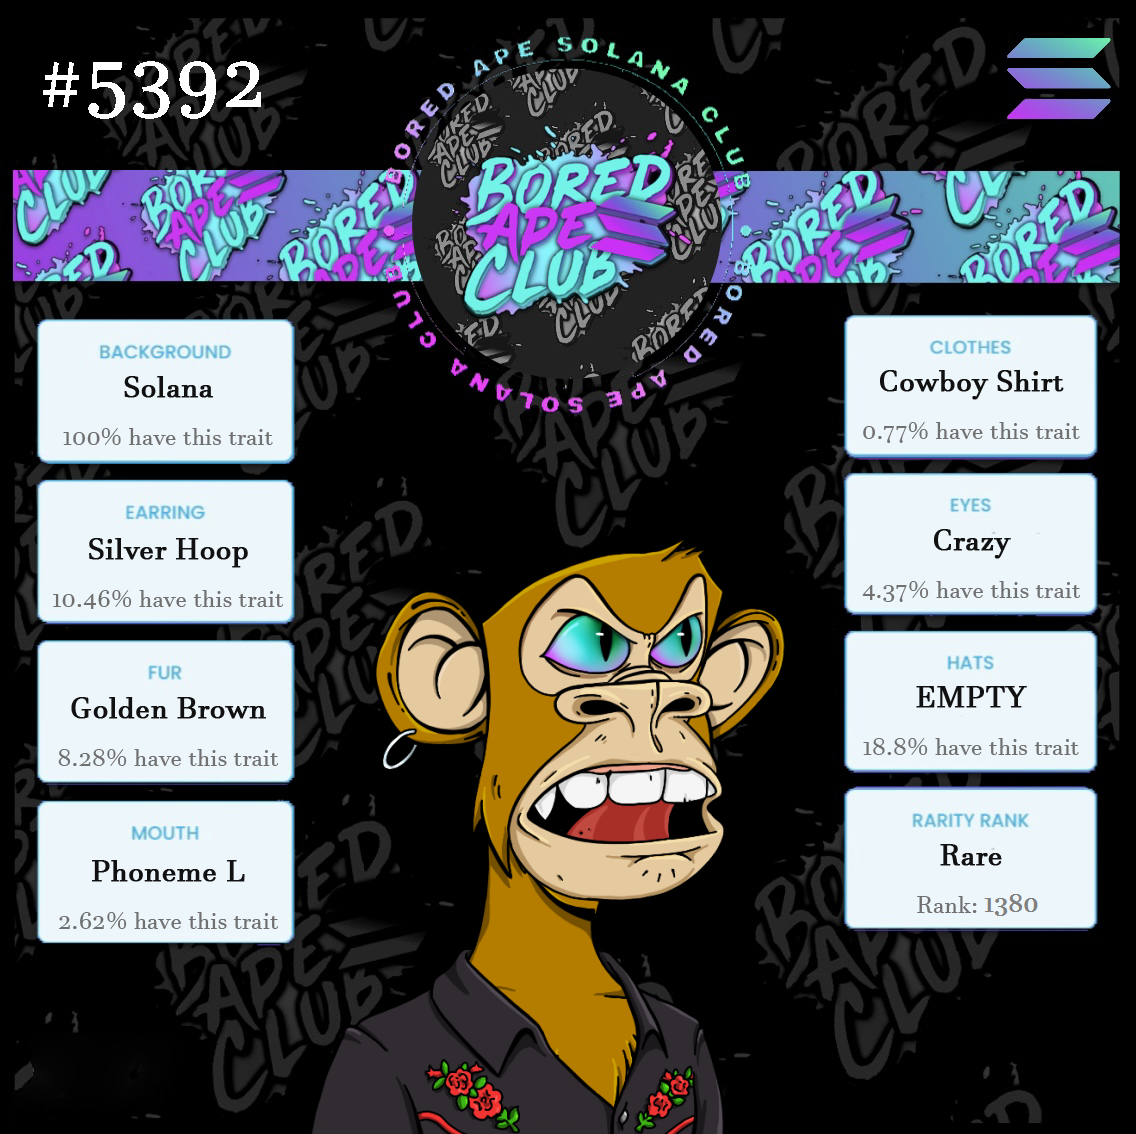 #5392
BORED APE SOLANA CLUB
BORED APE SOLANA CLUB
BORED
APE
CLUB
BACKGROUND
Solana
100% have this trait
EARRING
Silver Hoop
10.46% have this trait
FUR
Golden Brown
8.28% have this trait
MOUTH
Phoneme L
2.62% have this trait
CLOTHES
Cowboy Shirt
0.77% have this trait
EYES
Crazy
4.37% have this trait
HATS
EMPTY
18.8% have this trait
RARITY RANK
Rare
Rank: 1380